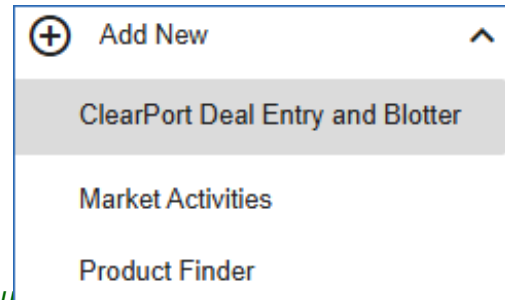 Add New
ClearPort Deal Entry and Blotter
Market Activities
Product Finder